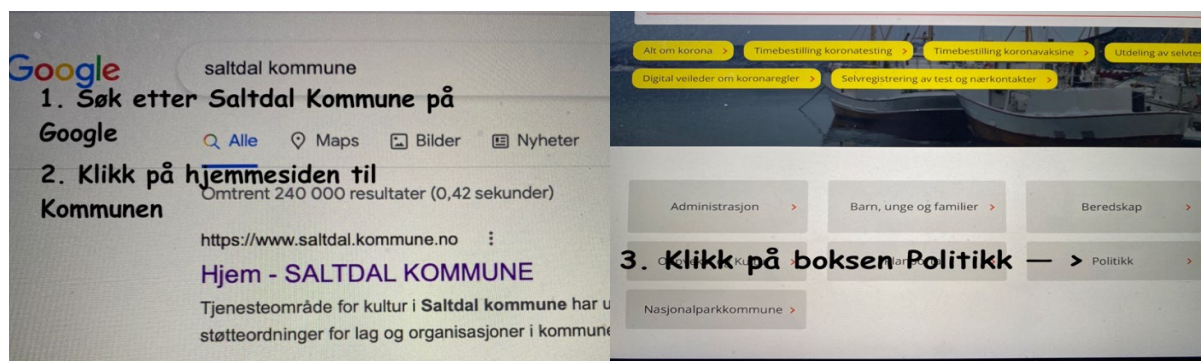 Google
saltdal kommune
1. Søk etter Saltdal Kommune på
Google
Alle Maps Bilder Nyheter
2. Klikk på hjemmesiden til
Kommunen
Omtrent 240 000 resultater (0,42 sekunder)
https://www.saltdal.kommune.no
Hjem - SALTDAL KOMMUNE
Tjenesteområde for kultur i Saltdal kommune har u
støtteordninger for lag og organisasjoner i kommune
Alt om korona > Timebestilling koronatesting > Timebestilling koronavaksine > Utdeling av selvtes
Digital veileder om koronaregler > Selvregistrering av test og nærkontakter >
Administrasjon > Barn, unge og familier > Beredskap >
3. Klikk på boksen Politikk — > Politikk >
Nasjonalparkkommune >